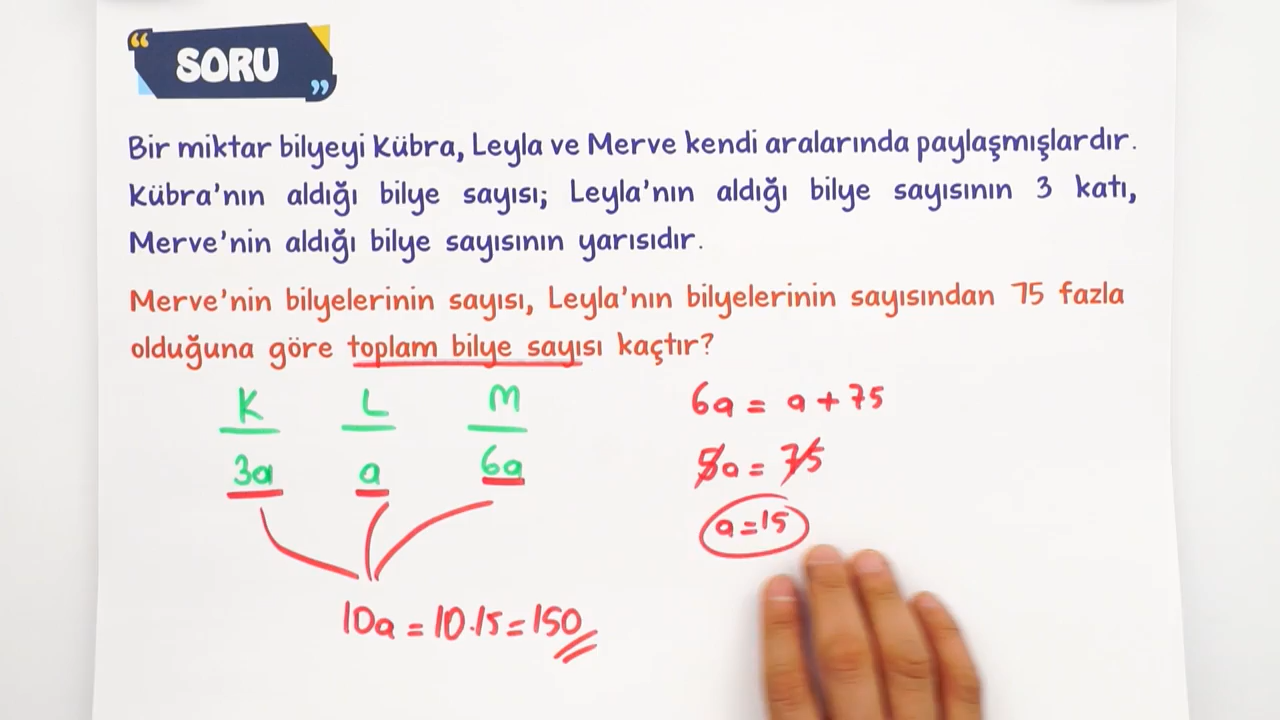 “
SORU
”
Bir miktar bilyeyi Kübra, Leyla ve Merve kendi aralarında paylaşmışlardır.
Kübra’nın aldığı bilye sayısı; Leyla’nın aldığı bilye sayısının 3 katı,
Merve’nin aldığı bilye sayısının yarısıdır.
Merve’nin bilyelerinin sayısı, Leyla’nın bilyelerinin sayısından 75 fazla
olduğuna göre toplam bilye sayısı kaçtır?
K L M
3a a 6a
10a = 10.15 = 150
6a = a + 75
5a = 75
a = 15